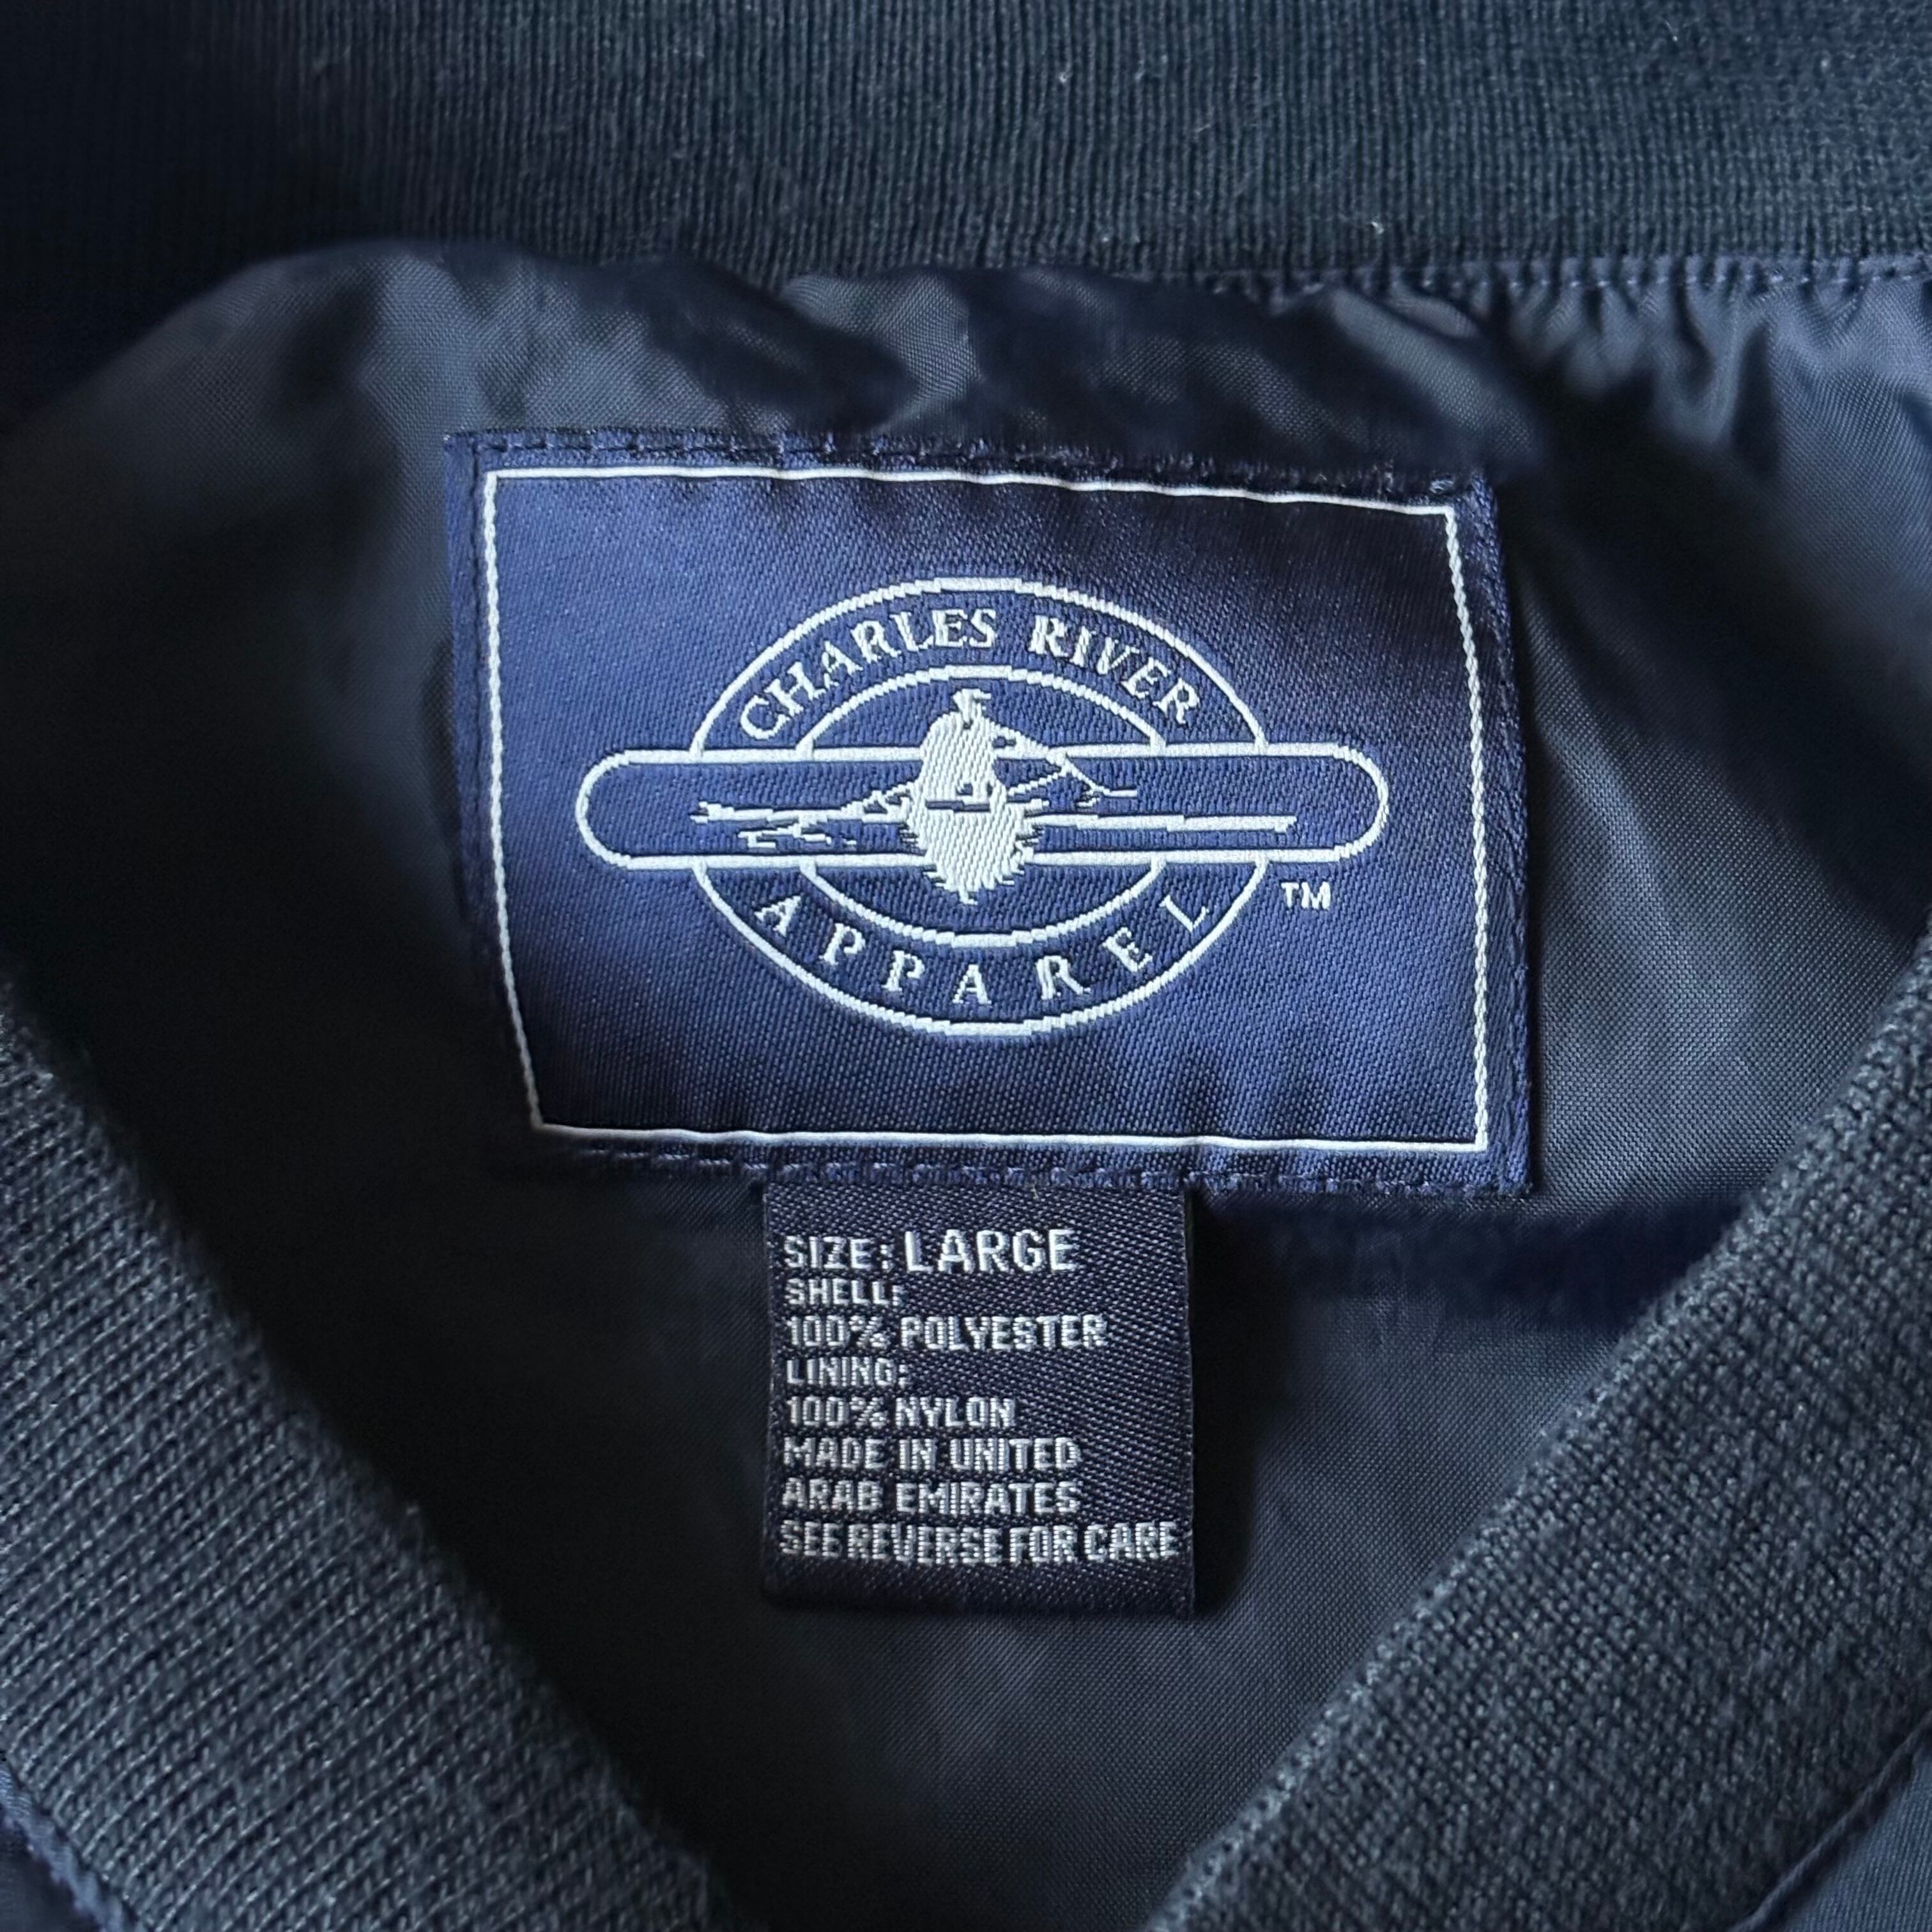 CHARLES RIVER
APPAREL
TM
SIZE: LARGE
SHELL:
100% POLYESTER
LINING:
100% NYLON
MADE IN UNITED
ARAB EMIRATES
SEE REVERSE FOR CARE